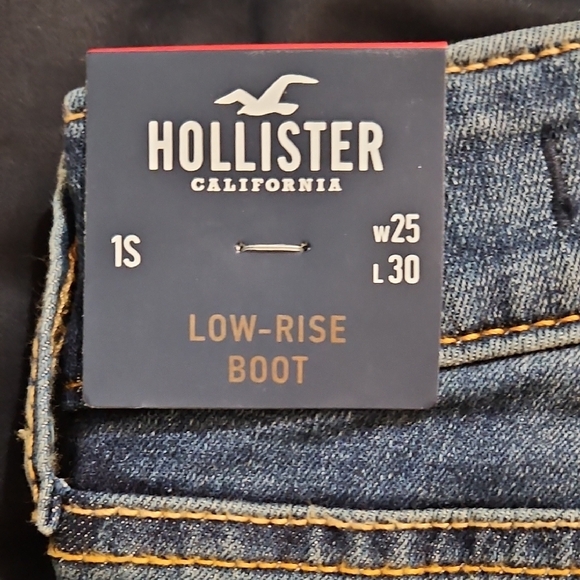 HOLLISTER
CALIFORNIA
1S
W25
L30
LOW-RISE
BOOT